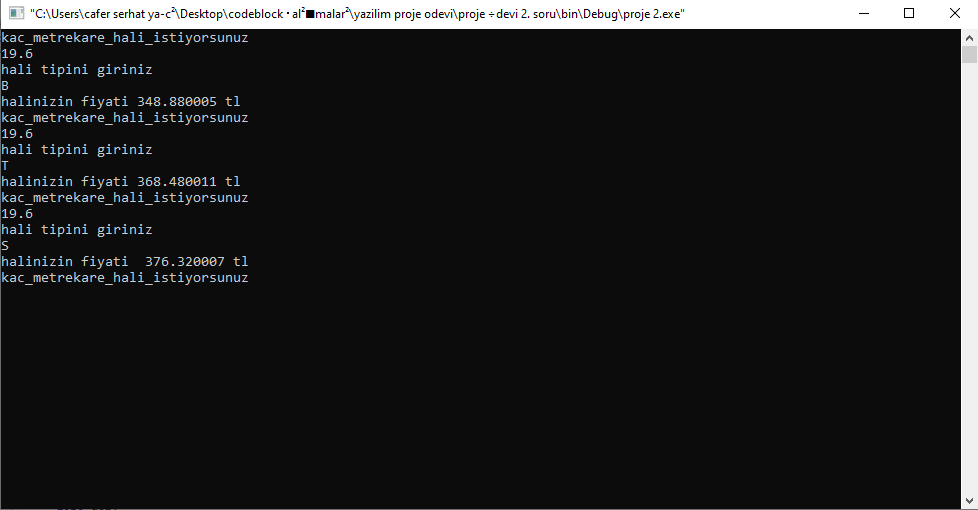 "C:\Users\cafer serhat ya-c²\Desktop\codeblock · al²■malar²\yazilim proje odevi\proje ÷devi 2. soru\bin\Debug\proje 2.exe"
kac_metrekare_hali_istiyorsunuz
19.6
hali tipini giriniz
B
halinizin fiyati 348.880005 tl
kac_metrekare_hali_istiyorsunuz
19.6
hali tipini giriniz
T
halinizin fiyati 368.480011 tl
kac_metrekare_hali_istiyorsunuz
19.6
hali tipini giriniz
S
halinizin fiyati  376.320007 tl
kac_metrekare_hali_istiyorsunuz